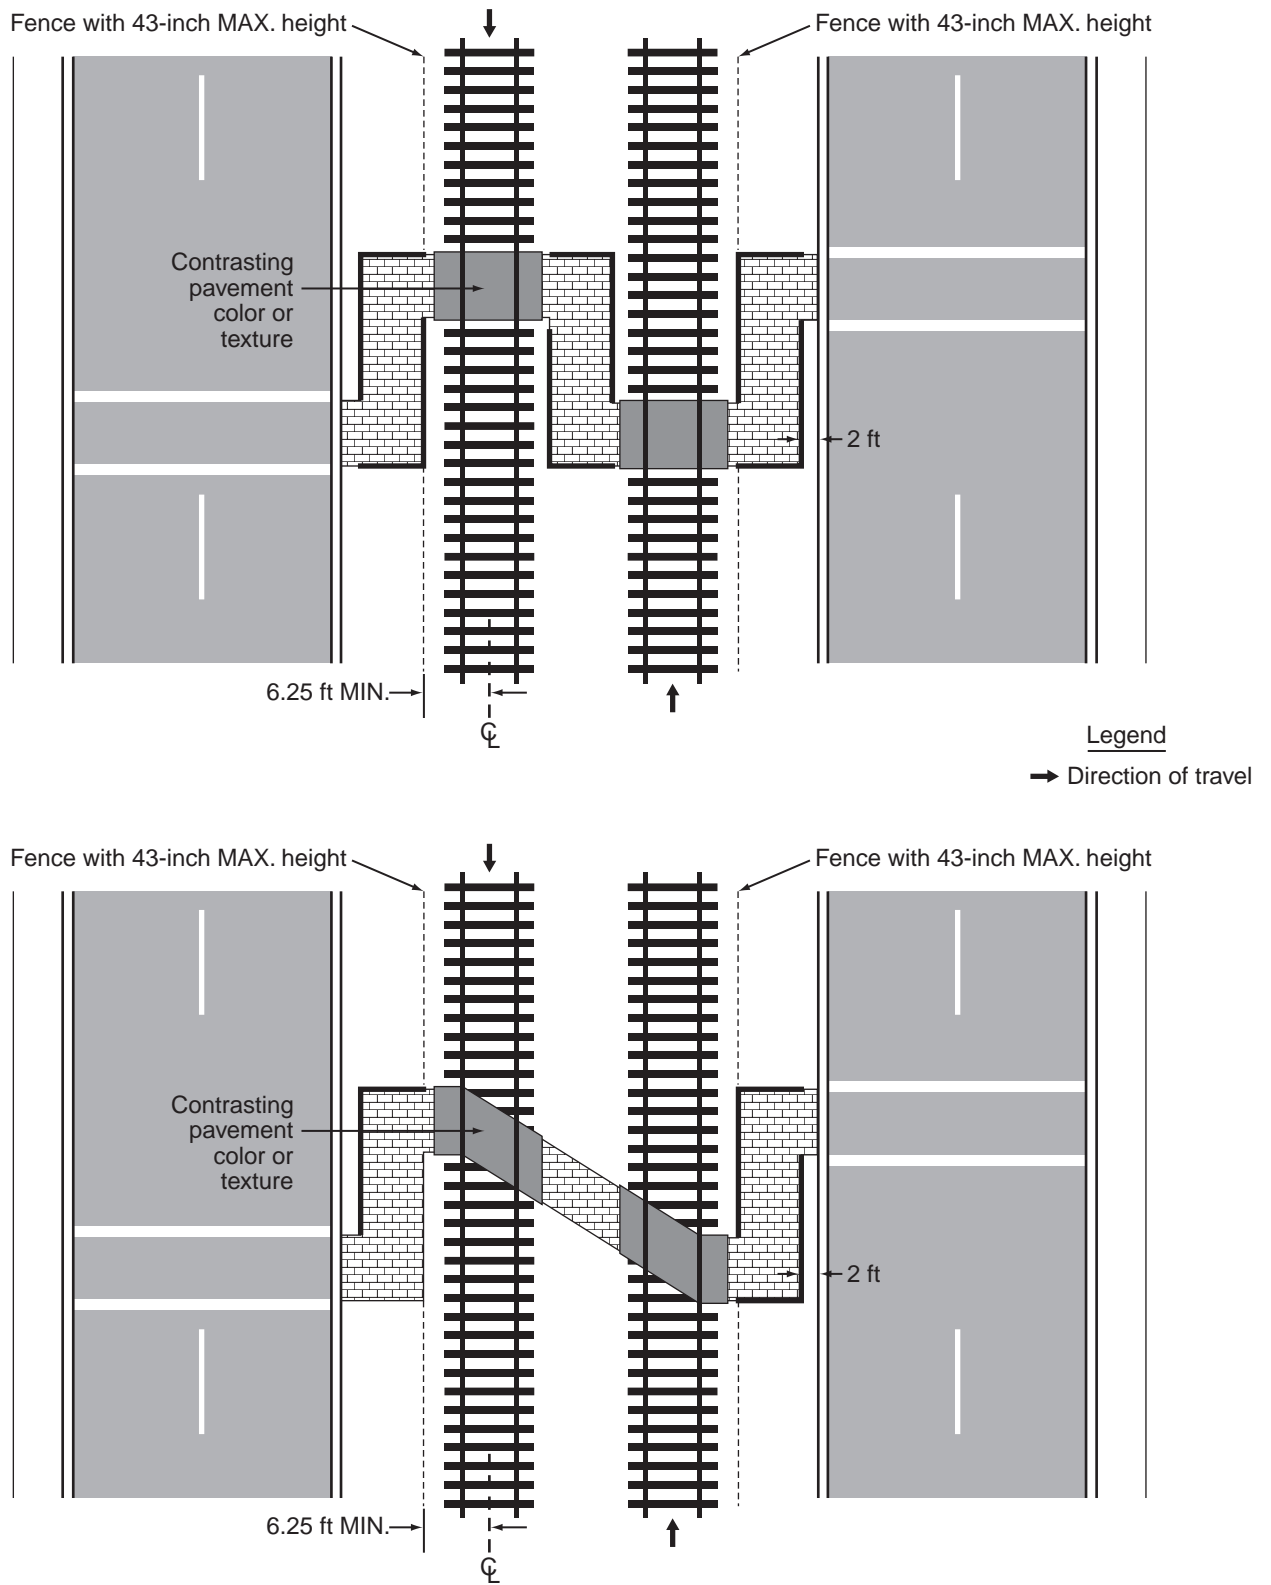 Fence with 43-inch MAX. height
Fence with 43-inch MAX. height
Contrasting
pavement
color or
texture
2 ft
6.25 ft MIN.
℄
Legend
Direction of travel
Fence with 43-inch MAX. height
Fence with 43-inch MAX. height
Contrasting
pavement
color or
texture
2 ft
6.25 ft MIN.
℄